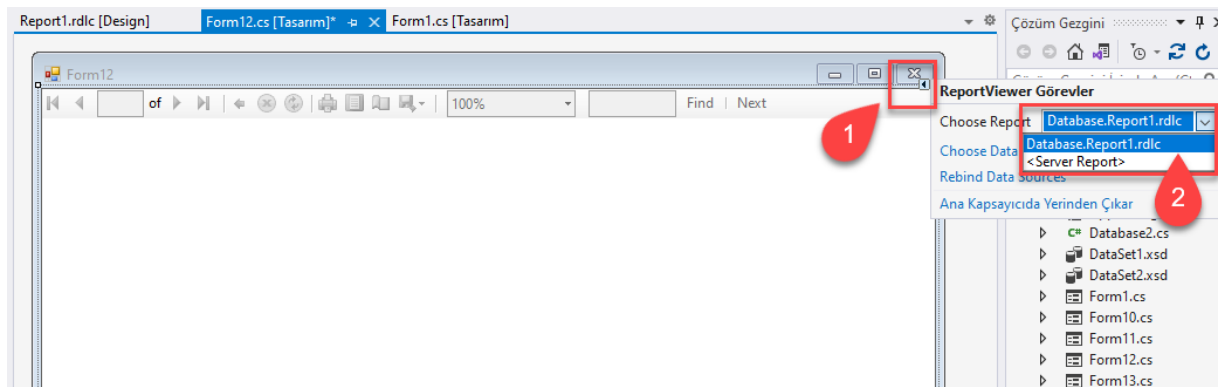 Report1.rdlc [Design] Form12.cs [Tasarım]* Form1.cs [Tasarım]
Çözüm Gezgini
Form12
of 100% Find Next
1
ReportViewer Görevler
Choose Report Database.Report1.rdlc
Database.Report1.rdlc
<Server Report>
Choose Data
Rebind Data Sources
2
Ana Kapsayıcıda Yerinden Çıkar
C# Database2.cs
DataSet1.xsd
DataSet2.xsd
Form1.cs
Form10.cs
Form11.cs
Form12.cs
Form13.cs